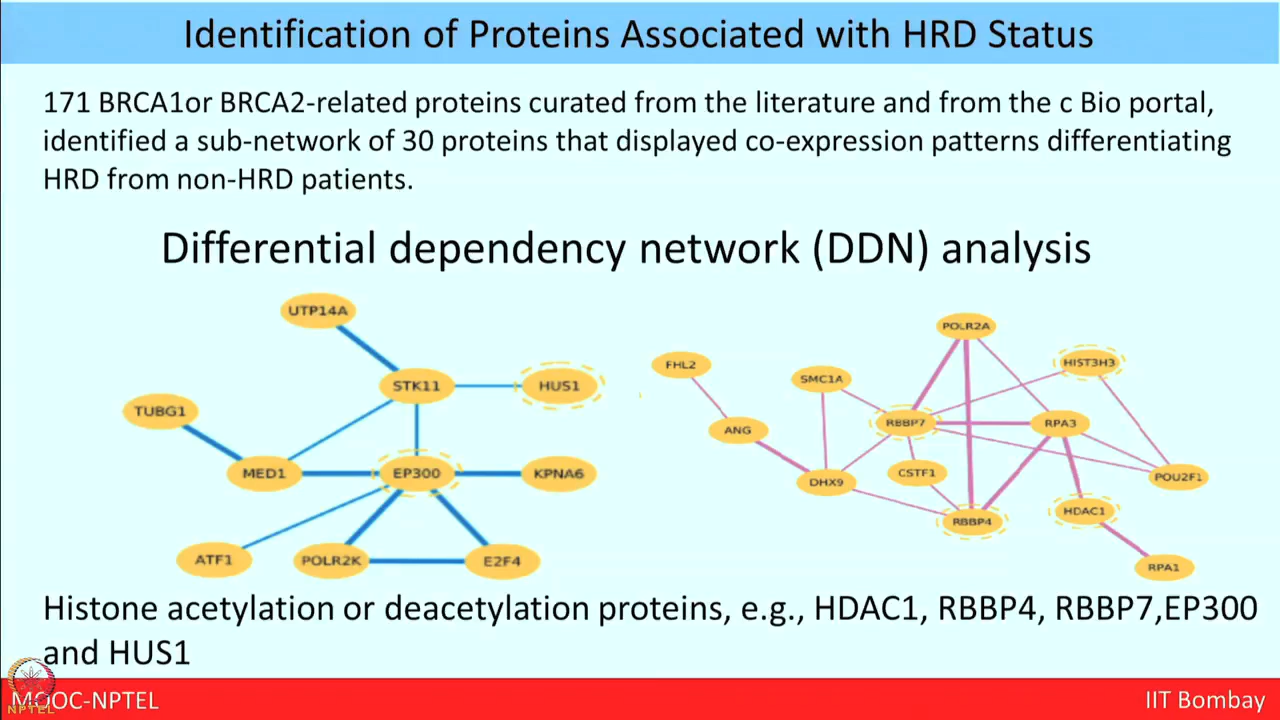 Identification of Proteins Associated with HRD Status
171 BRCA1or BRCA2-related proteins curated from the literature and from the c Bio portal,
identified a sub-network of 30 proteins that displayed co-expression patterns differentiating
HRD from non-HRD patients.
Differential dependency network (DDN) analysis
UTP14A
STK11
HUS1
TUBG1
MED1
EP300
KPNA6
ATF1
POLR2K
E2F4
POLR2A
FHL2
SMC1A
HIST3H3
ANG
RBBP7
RPA3
DHX9
CSTF1
POU2F1
RBBP4
HDAC1
RPA1
Histone acetylation or deacetylation proteins, e.g., HDAC1, RBBP4, RBBP7,EP300
and HUS1
NPTEL
MOOC-NPTEL
IIT Bombay